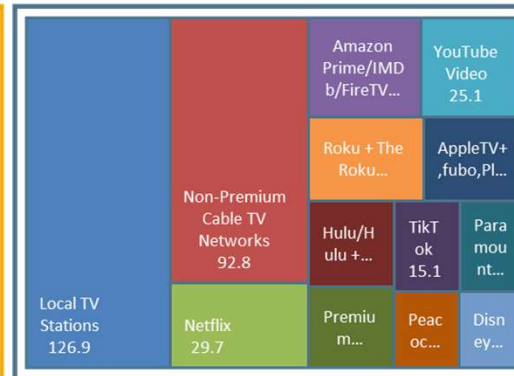 Local TV
Stations
126.9
Non-Premium
Cable TV
Networks
92.8
Netflix
29.7
Amazon
Prime/IMD
b/FireTV...
YouTube
Video
25.1
Roku + The
Roku...
AppleTV+
,fubo,Pl...
Hulu/H
ulu +...
TikT
ok
15.1
Para
moun
t...
Premiu
m...
Peac
oc...
Disn
ey...